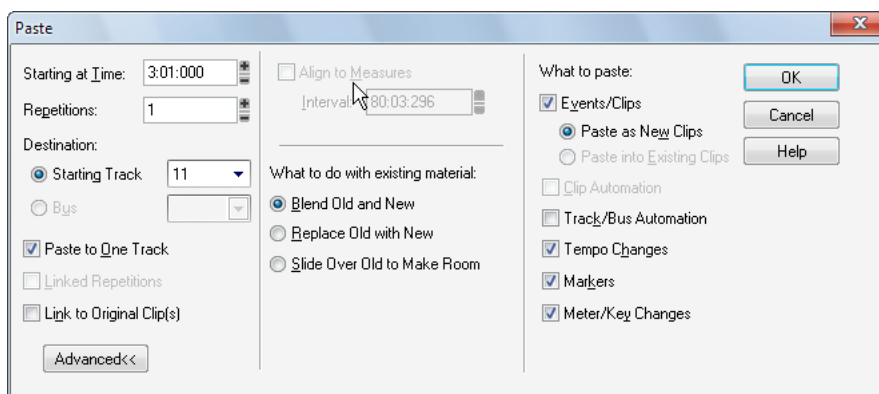 Paste
Starting at Time: 3:01:000
Repetitions: 1
Destination:
Starting Track 11
Bus
Paste to One Track
Linked Repetitions
Link to Original Clip(s)
Advanced<<
Align to Measures
Interval: 80:03:296
What to do with existing material:
Blend Old and New
Replace Old with New
Slide Over Old to Make Room
What to paste:
Events/Clips
Paste as New Clips
Paste into Existing Clips
Clip Automation
Track/Bus Automation
Tempo Changes
Markers
Meter/Key Changes
OK
Cancel
Help